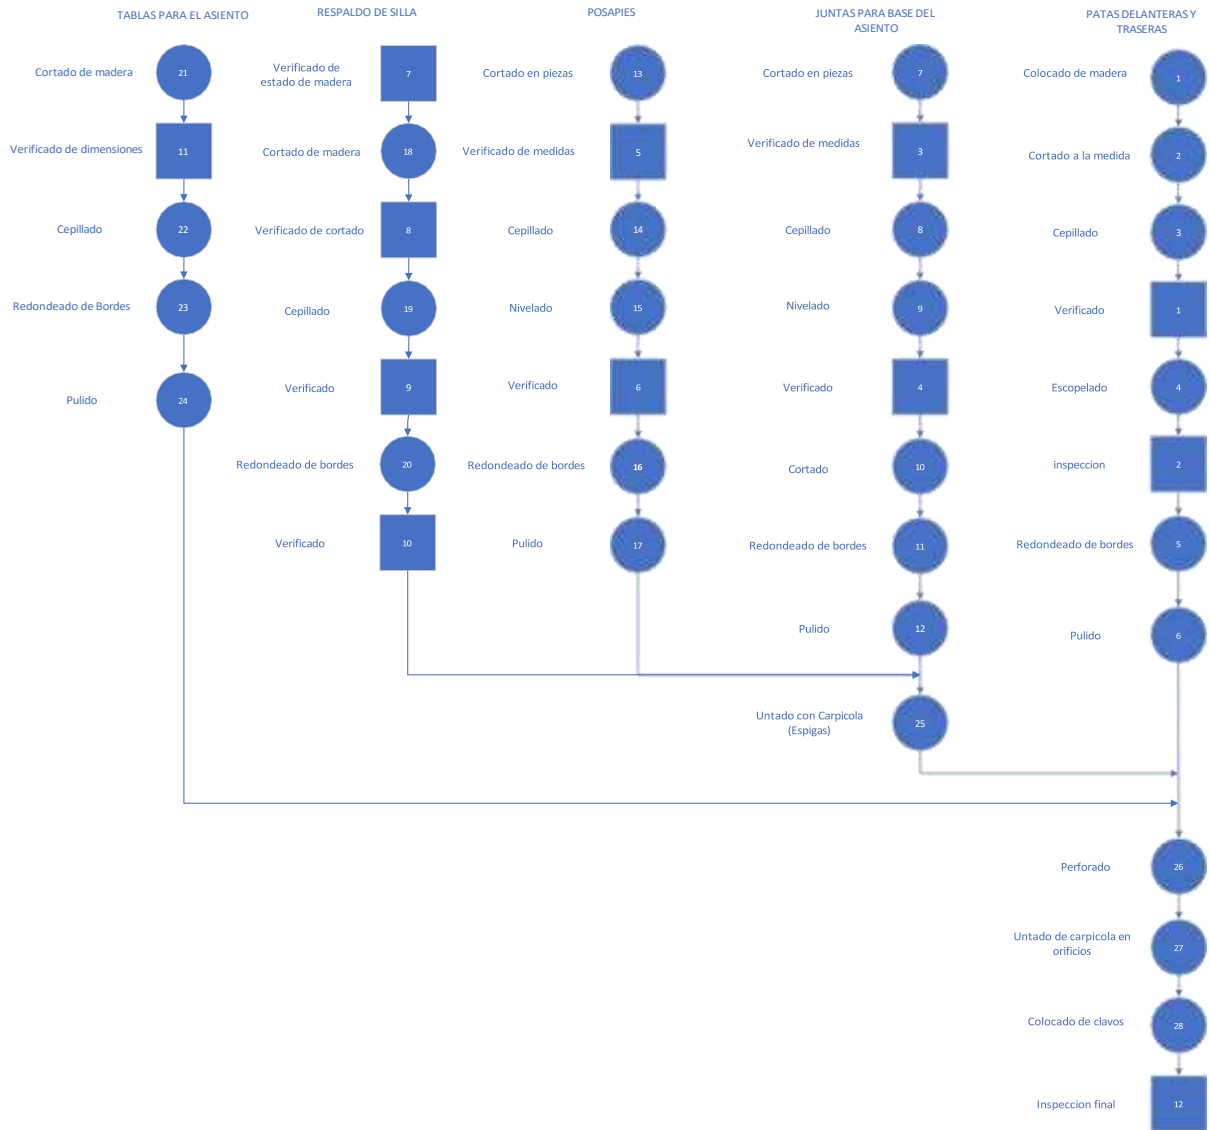 TABLAS PARA EL ASIENTO
Cortado de madera
21
Verificado de dimensiones
11
Cepillado
22
Redondeado de Bordes
23
Pulido
24
RESPALDO DE SILLA
Verificado de
estado de madera
7
Cortado de madera
18
Verificado de cortado
8
Cepillado
19
Verificado
9
Redondeado de bordes
20
Verificado
10
POSAPIES
Cortado en piezas
13
Verificado de medidas
5
Cepillado
14
Nivelado
15
Verificado
6
Redondeado de bordes
16
Pulido
17
JUNTAS PARA BASE DEL
ASIENTO
Cortado en piezas
7
Verificado de medidas
3
Cepillado
8
Nivelado
9
Verificado
4
Cortado
10
Redondeado de bordes
11
Pulido
12
Untado con Carpicola
(Espigas)
25
PATAS DELANTERAS Y
TRASERAS
Colocado de madera
1
Cortado a la medida
2
Cepillado
3
Verificado
1
Escopelado
4
inspeccion
2
Redondeado de bordes
5
Pulido
6
Perforado
26
Untado de carpicola en
orificios
27
Colocado de clavos
28
Inspeccion final
12